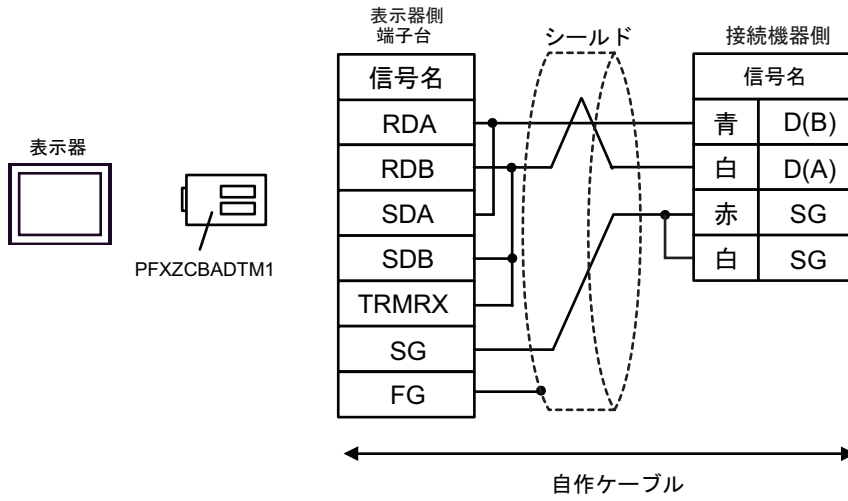 表示器
PFXZCBADTM1
表示器側
端子台
信号名
RDA
RDB
SDA
SDB
TRMRX
SG
FG
シールド
接続機器側
信号名
青 D(B)
白 D(A)
赤 SG
白 SG
自作ケーブル